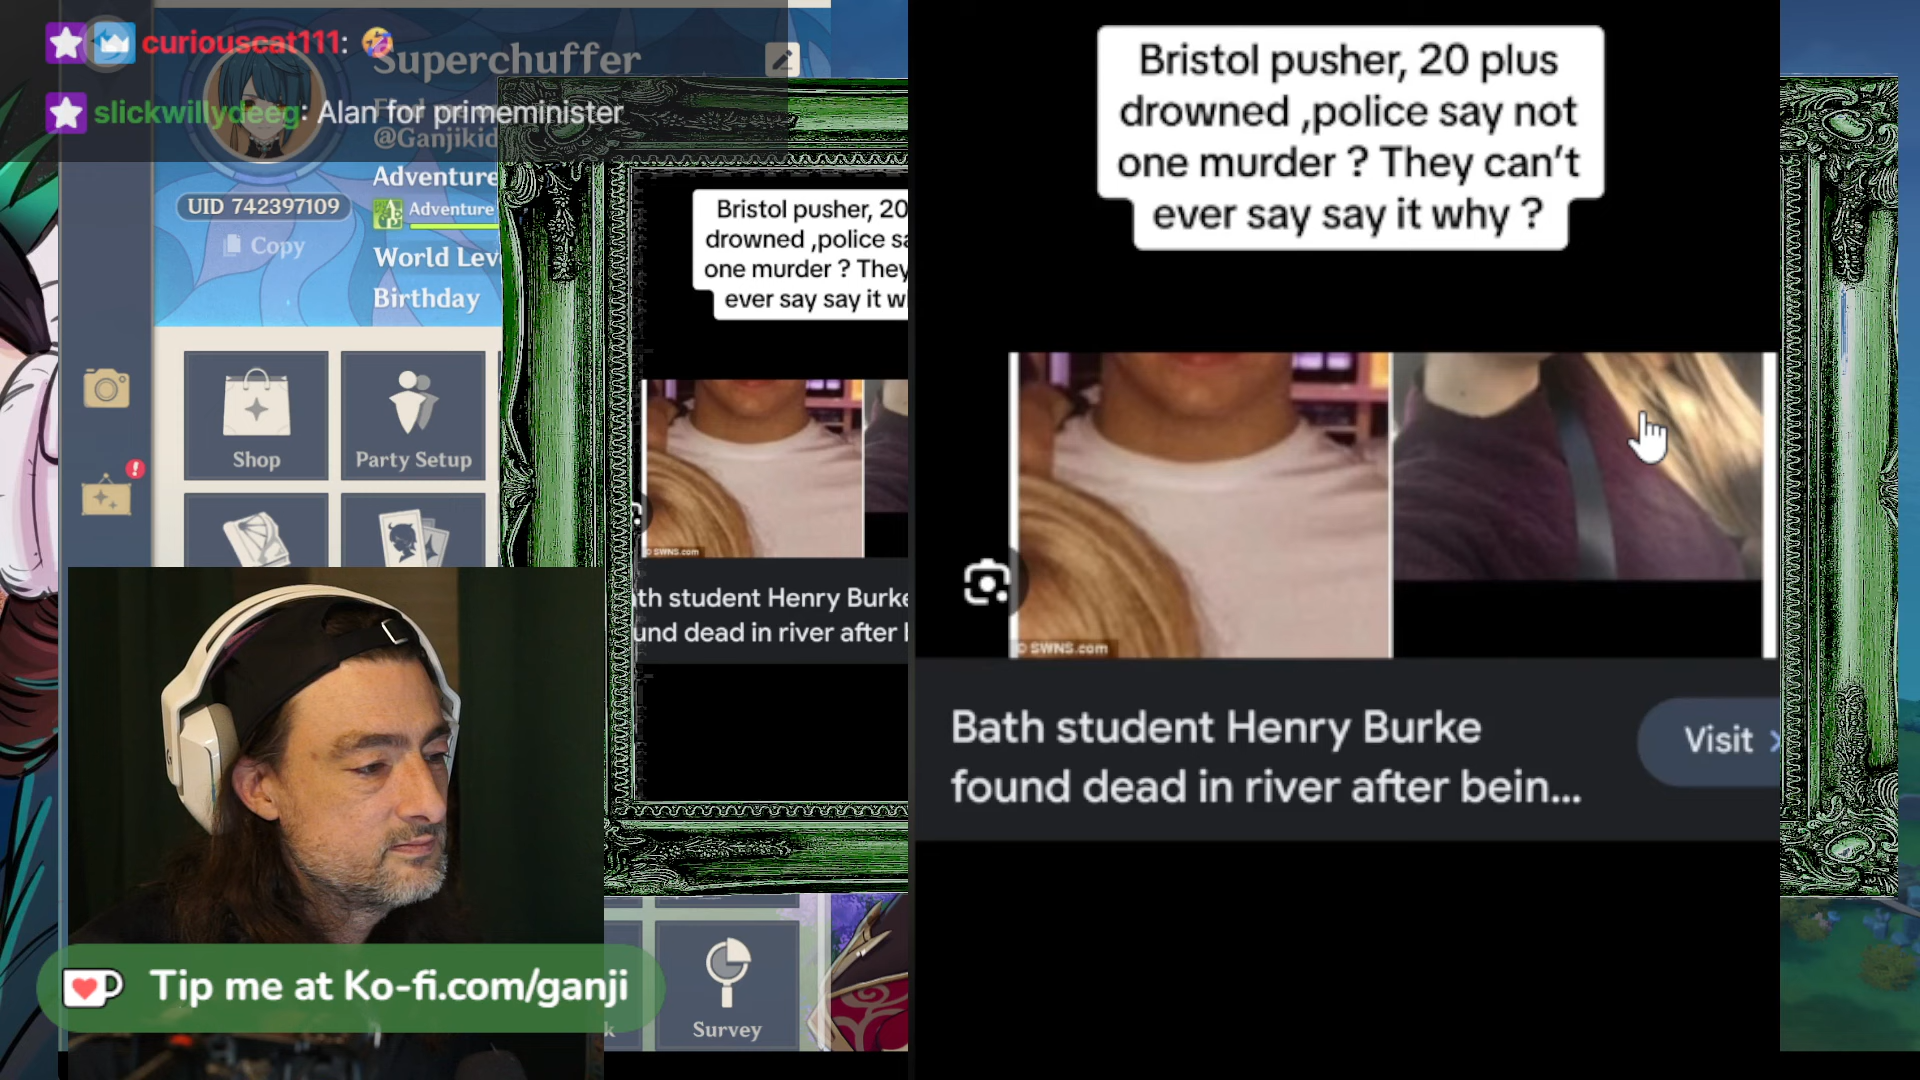 curiouscat111:
slickwillydeeg: Alan for primeminister
Superchuffer
@Ganjikid
UID 742397109
Copy
Adventure
Adventure
World Lev
Birthday
Shop
Party Setup
Bristol pusher, 20
drowned ,police sa
one murder ? They
ever say say it w
© SWNS.com
th student Henry Burke
und dead in river after
Bristol pusher, 20 plus
drowned ,police say not
one murder ? They can't
ever say say it why ?
© SWNS.com
Bath student Henry Burke
found dead in river after bein...
Visit
Tip me at Ko-fi.com/ganji
k
Survey